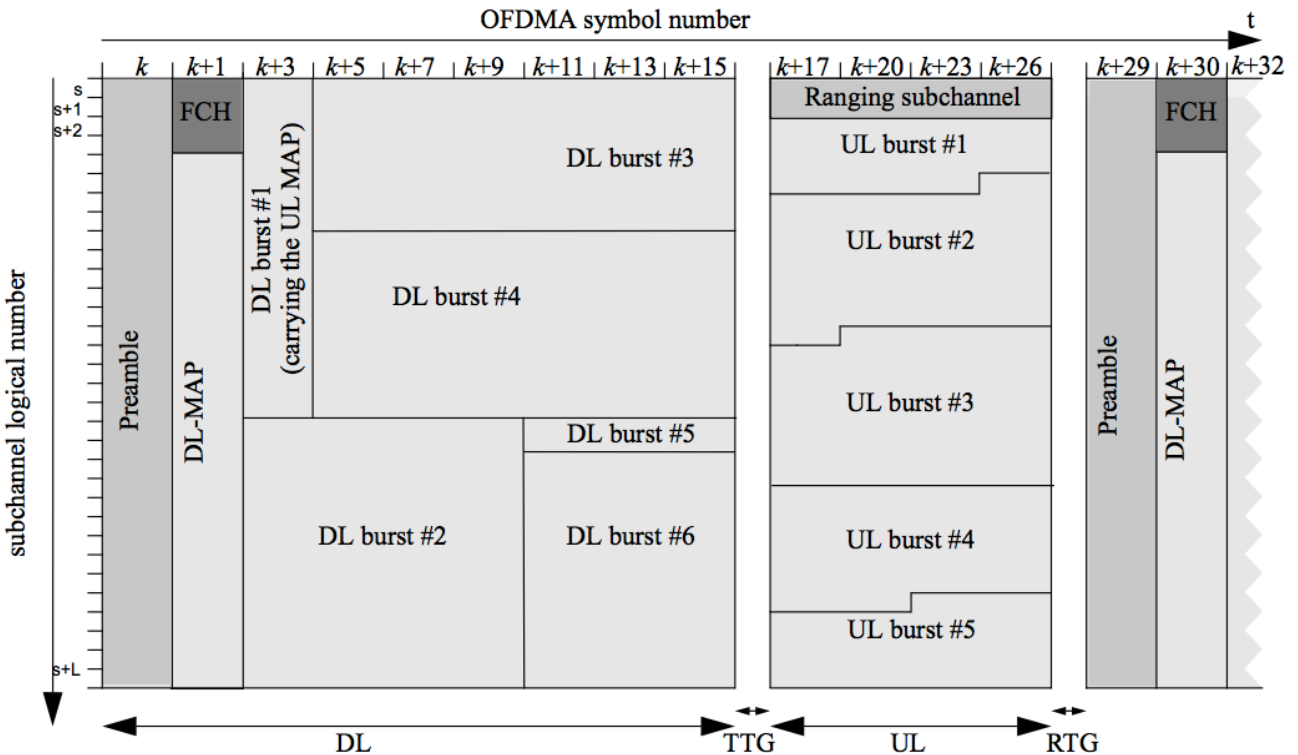 OFDMA symbol number
t
k
k+1
k+3
k+5
k+7
k+9
k+11
k+13
k+15
k+17
k+20
k+23
k+26
k+29
k+30
k+32
s
s+1
s+2
s+L
subchannel logical number
Preamble
FCH
DL-MAP
DL burst #1
(carrying the UL MAP)
DL burst #3
DL burst #4
DL burst #5
DL burst #2
DL burst #6
Ranging subchannel
UL burst #1
UL burst #2
UL burst #3
UL burst #4
UL burst #5
Preamble
FCH
DL-MAP
DL
TTG
UL
RTG